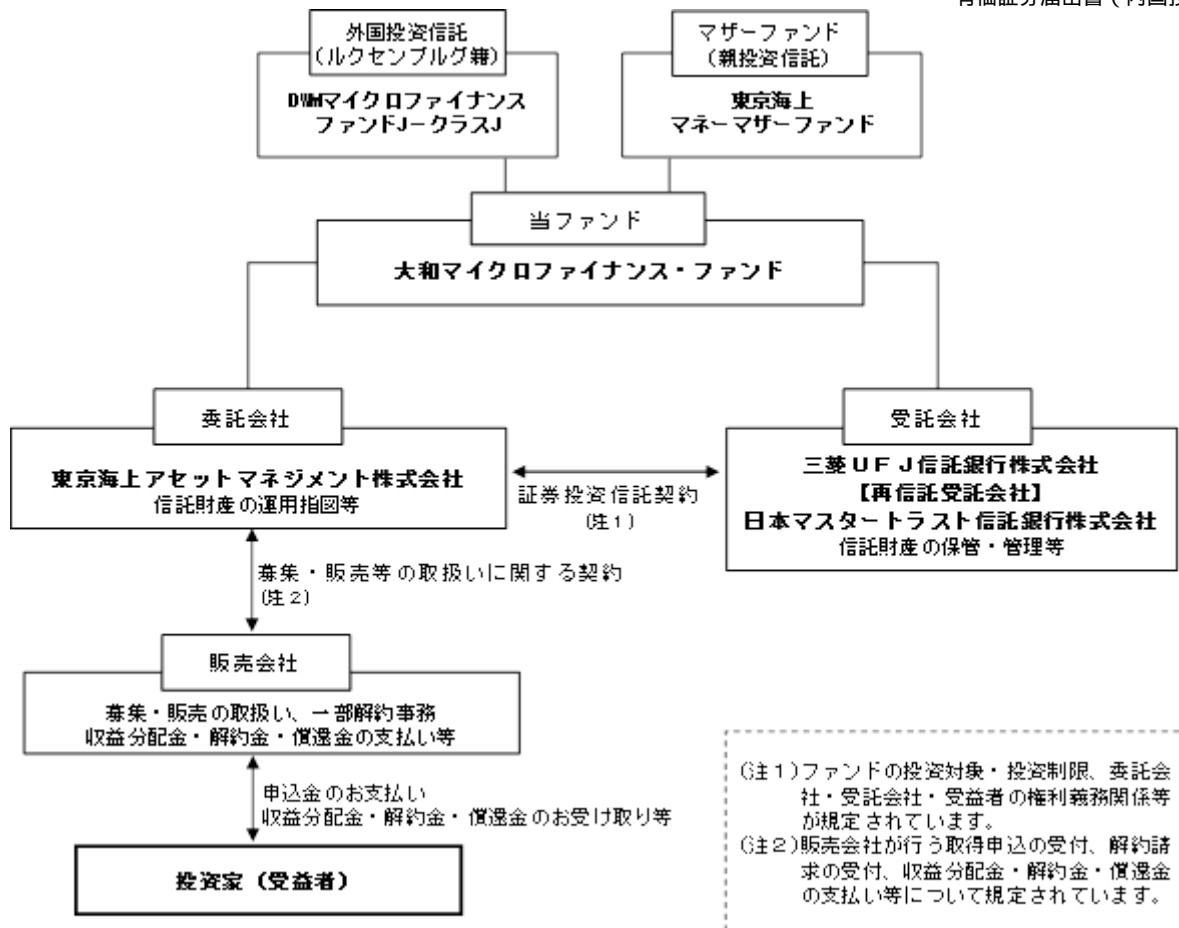 外国投資信託
(ルクセンブルグ籍)
DWMマイクロファイナンス
ファンドJ－クラスJ
マザーファンド
(親投資信託)
東京海上
マネーマザーファンド
当ファンド
大和マイクロファイナンス・ファンド
委託会社
東京海上アセットマネジメント株式会社
信託財産の運用指図等
証券投資信託契約
(注１)
受託会社
三菱ＵＦＪ信託銀行株式会社
【再信託受託会社】
日本マスタートラスト信託銀行株式会社
信託財産の保管・管理等
募集・販売等の取扱いに関する契約
(注２)
販売会社
募集・販売の取扱い、一部解約事務
収益分配金・解約金・償還金の支払い等
申込金のお支払い
収益分配金・解約金・償還金のお受け取り等
投資家（受益者）
(注１)ファンドの投資対象・投資制限、委託会
社・受託会社・受益者の権利義務関係等
が規定されています。
(注２)販売会社が行う取得申込の受付、解約請
求の受付、収益分配金・解約金・償還金
の支払い等について規定されています。